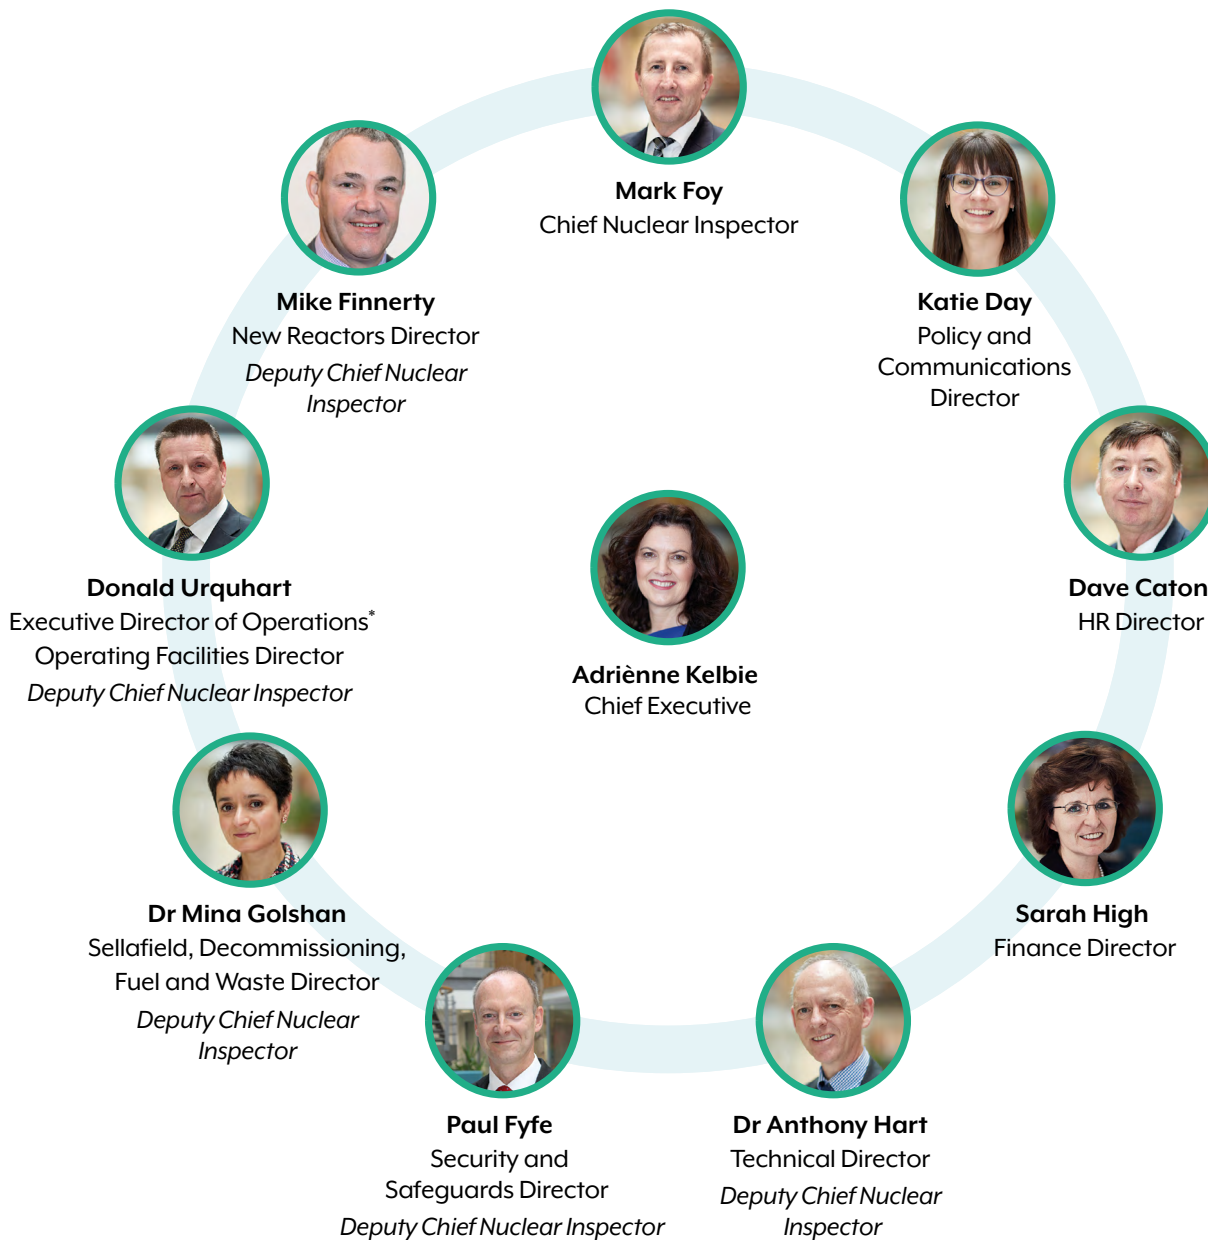 Mark Foy
Chief Nuclear Inspector
Mike Finnerty
New Reactors Director
Deputy Chief Nuclear
Inspector
Katie Day
Policy and
Communications
Director
Donald Urquhart
Executive Director of Operations*
Operating Facilities Director
Deputy Chief Nuclear Inspector
Adriènne Kelbie
Chief Executive
Dave Caton
HR Director
Dr Mina Golshan
Sellafield, Decommissioning,
Fuel and Waste Director
Deputy Chief Nuclear
Inspector
Sarah High
Finance Director
Paul Fyfe
Security and
Safeguards Director
Deputy Chief Nuclear Inspector
Dr Anthony Hart
Technical Director
Deputy Chief Nuclear
Inspector